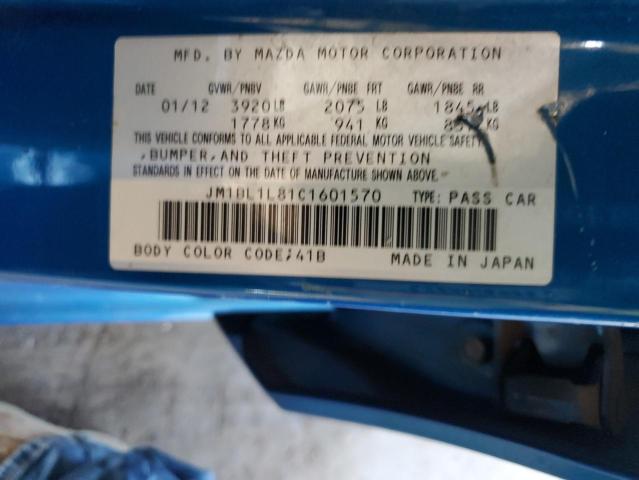 MFD. BY MAZDA MOTOR CORPORATION
DATE GVWR/PNBV GAWR/PNBE FRT GAWR/PNBE RR
01/12 3920LB 2075 LB 1845 LB
1778KG 941 KG KG
THIS VEHICLE CONFORMS TO ALL APPLICABLE FEDERAL MOTOR VEHICLE SAFETY
,BUMPER,AND THEFT PREVENTION
STANDARDS IN EFFECT ON THE DATE OF MANUFACTURE SHOWN ABOVE.
JM1BL1L81C1601570 TYPE: PASS CAR
BODY COLOR CODE;41B MADE IN JAPAN